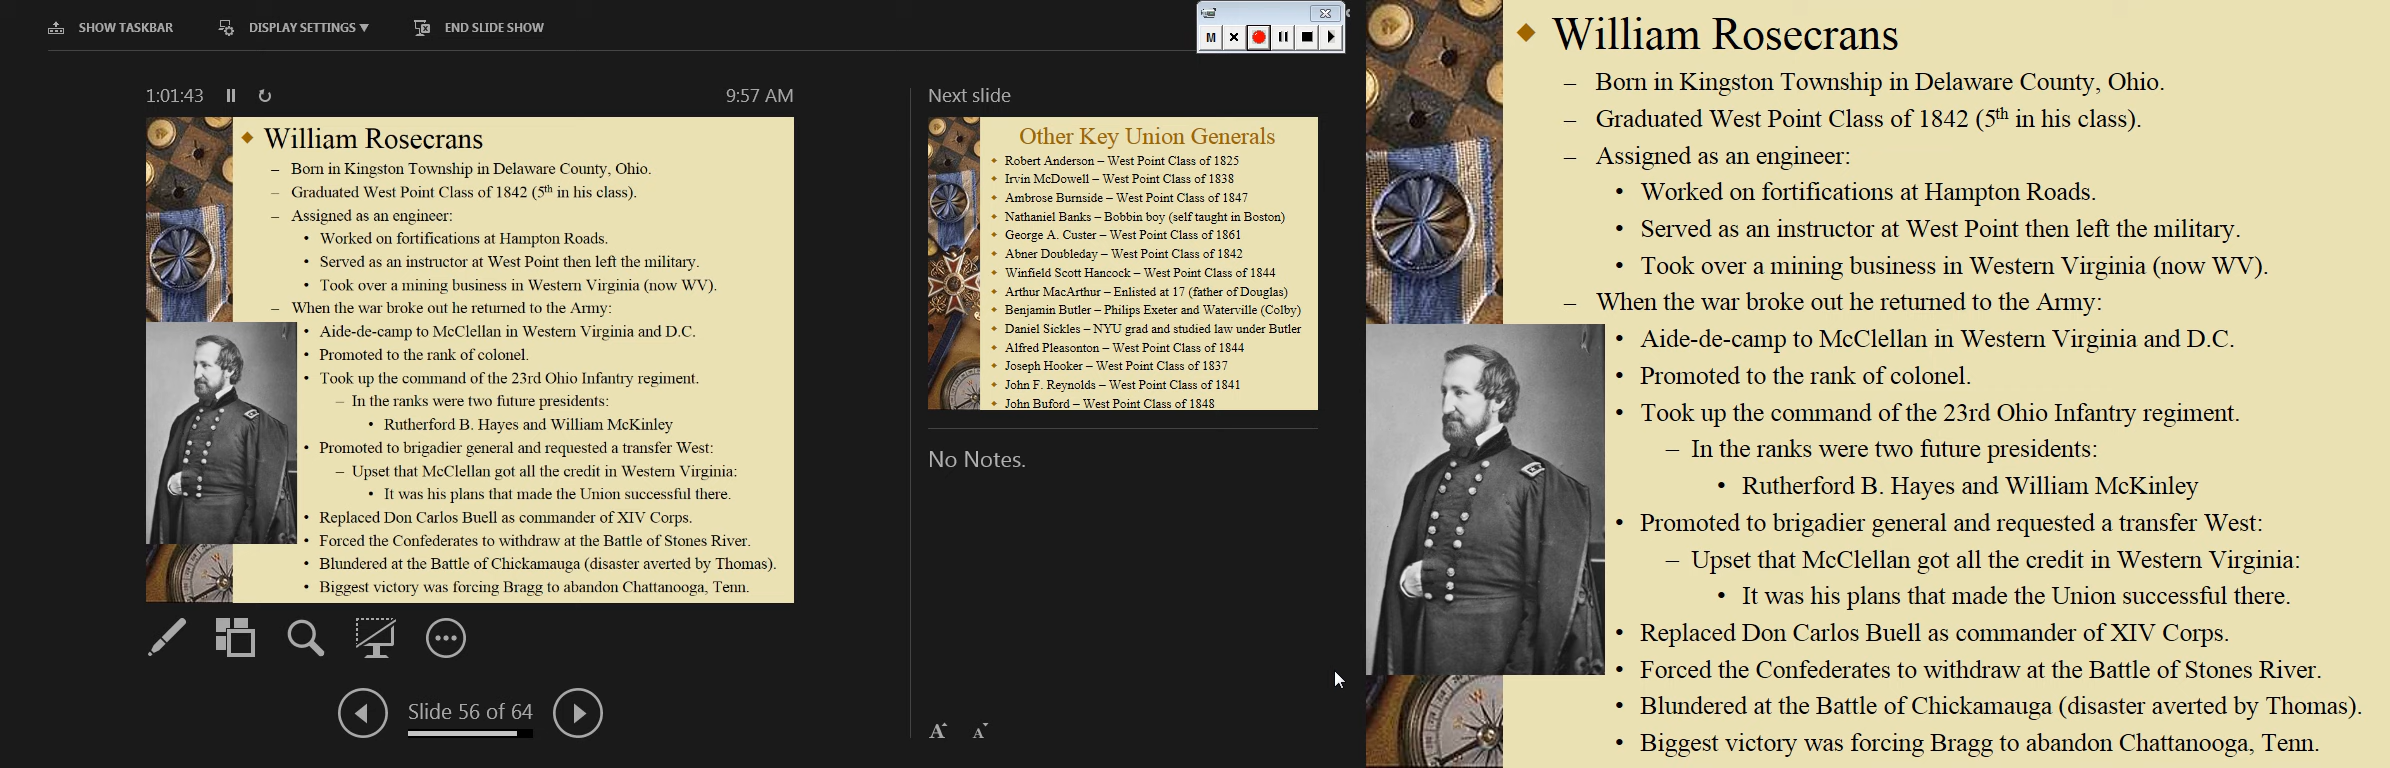 SHOW TASKBAR
DISPLAY SETTINGS ▼
END SLIDE SHOW
M
1:01:43
9:57 AM
William Rosecrans
– Born in Kingston Township in Delaware County, Ohio.
– Graduated West Point Class of 1842 (5th in his class).
– Assigned as an engineer:
• Worked on fortifications at Hampton Roads.
• Served as an instructor at West Point then left the military.
• Took over a mining business in Western Virginia (now WV).
– When the war broke out he returned to the Army:
• Aide-de-camp to McClellan in Western Virginia and D.C.
• Promoted to the rank of colonel.
• Took up the command of the 23rd Ohio Infantry regiment.
– In the ranks were two future presidents:
• Rutherford B. Hayes and William McKinley
• Promoted to brigadier general and requested a transfer West:
– Upset that McClellan got all the credit in Western Virginia:
• It was his plans that made the Union successful there.
• Replaced Don Carlos Buell as commander of XIV Corps.
• Forced the Confederates to withdraw at the Battle of Stones River.
• Blundered at the Battle of Chickamauga (disaster averted by Thomas).
• Biggest victory was forcing Bragg to abandon Chattanooga, Tenn.
Slide 56 of 64
Next slide
Other Key Union Generals
Robert Anderson – West Point Class of 1825
Irvin McDowell – West Point Class of 1838
Ambrose Burnside – West Point Class of 1847
Nathaniel Banks – Bobbin boy (self taught in Boston)
George A. Custer – West Point Class of 1861
Abner Doubleday – West Point Class of 1842
Winfield Scott Hancock – West Point Class of 1844
Arthur MacArthur – Enlisted at 17 (father of Douglas)
Benjamin Butler – Philips Exeter and Waterville (Colby)
Daniel Sickles – NYU grad and studied law under Butler
Alfred Pleasonton – West Point Class of 1844
Joseph Hooker – West Point Class of 1837
John F. Reynolds – West Point Class of 1841
John Buford – West Point Class of 1848
No Notes.
A A
William Rosecrans
– Born in Kingston Township in Delaware County, Ohio.
– Graduated West Point Class of 1842 (5th in his class).
– Assigned as an engineer:
• Worked on fortifications at Hampton Roads.
• Served as an instructor at West Point then left the military.
• Took over a mining business in Western Virginia (now WV).
– When the war broke out he returned to the Army:
• Aide-de-camp to McClellan in Western Virginia and D.C.
• Promoted to the rank of colonel.
• Took up the command of the 23rd Ohio Infantry regiment.
– In the ranks were two future presidents:
• Rutherford B. Hayes and William McKinley
• Promoted to brigadier general and requested a transfer West:
– Upset that McClellan got all the credit in Western Virginia:
• It was his plans that made the Union successful there.
• Replaced Don Carlos Buell as commander of XIV Corps.
• Forced the Confederates to withdraw at the Battle of Stones River.
• Blundered at the Battle of Chickamauga (disaster averted by Thomas).
• Biggest victory was forcing Bragg to abandon Chattanooga, Tenn.